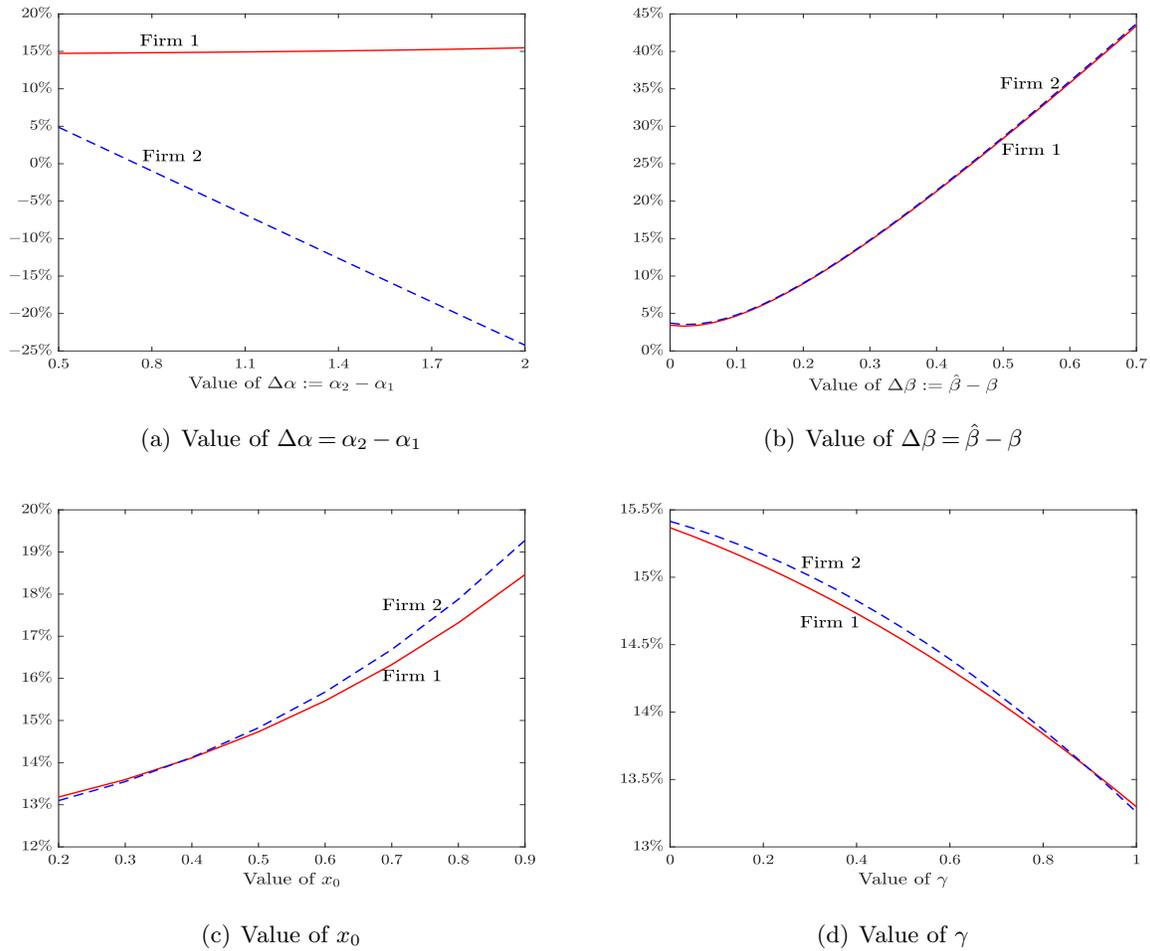 20%
15%
10%
5%
0%
−5%
−10%
−15%
−20%
−25%
Firm 1
Firm 2
0.5 0.8 1.1 1.4 1.7 2
Value of Δα := α₂ − α₁
(a) Value of Δα = α₂ − α₁
45%
40%
35%
30%
25%
20%
15%
10%
5%
0%
Firm 2
Firm 1
0 0.1 0.2 0.3 0.4 0.5 0.6 0.7
Value of Δβ := β̂ − β
(b) Value of Δβ = β̂ − β
20%
19%
18%
17%
16%
15%
14%
13%
12%
Firm 2
Firm 1
0.2 0.3 0.4 0.5 0.6 0.7 0.8 0.9
Value of x₀
(c) Value of x₀
15.5%
15%
14.5%
14%
13.5%
13%
Firm 2
Firm 1
0 0.2 0.4 0.6 0.8 1
Value of γ
(d) Value of γ